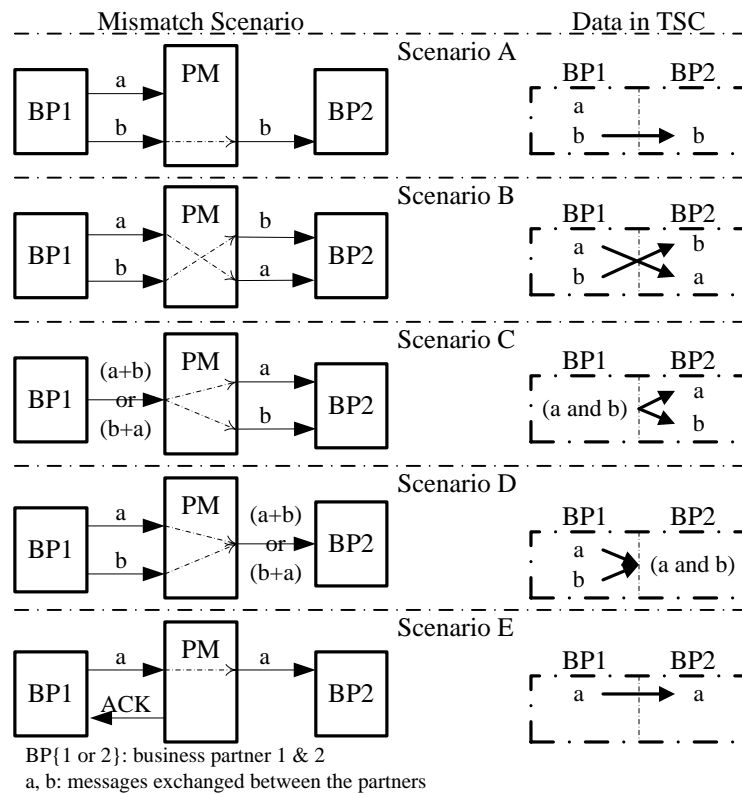 Mismatch Scenario Data in TSC
Scenario A
BP1 a b PM b BP2
BP1 BP2
a
b b
Scenario B
BP1 a b PM b a BP2
BP1 BP2
a b
b a
Scenario C
BP1 (a+b) or (b+a) PM a b BP2
BP1 BP2
(a and b) a
b
Scenario D
BP1 a b PM (a+b) or (b+a) BP2
BP1 BP2
a
b (a and b)
Scenario E
BP1 a ACK PM a BP2
BP1 BP2
a a
BP{1 or 2}: business partner 1 & 2
a, b: messages exchanged between the partners